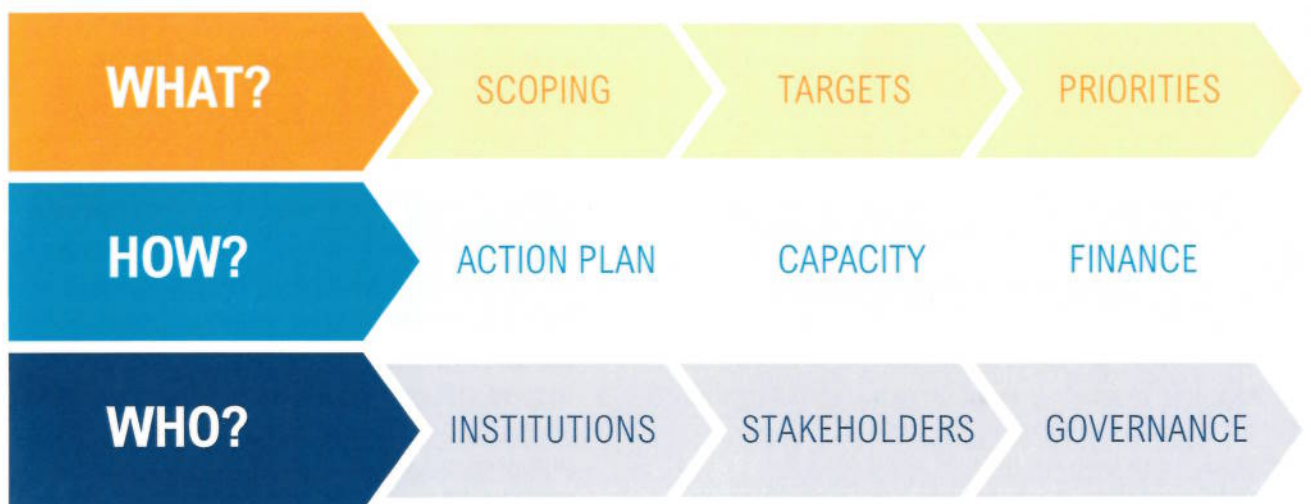 WHAT? SCOPING TARGETS PRIORITIES
HOW? ACTION PLAN CAPACITY FINANCE
WHO? INSTITUTIONS STAKEHOLDERS GOVERNANCE